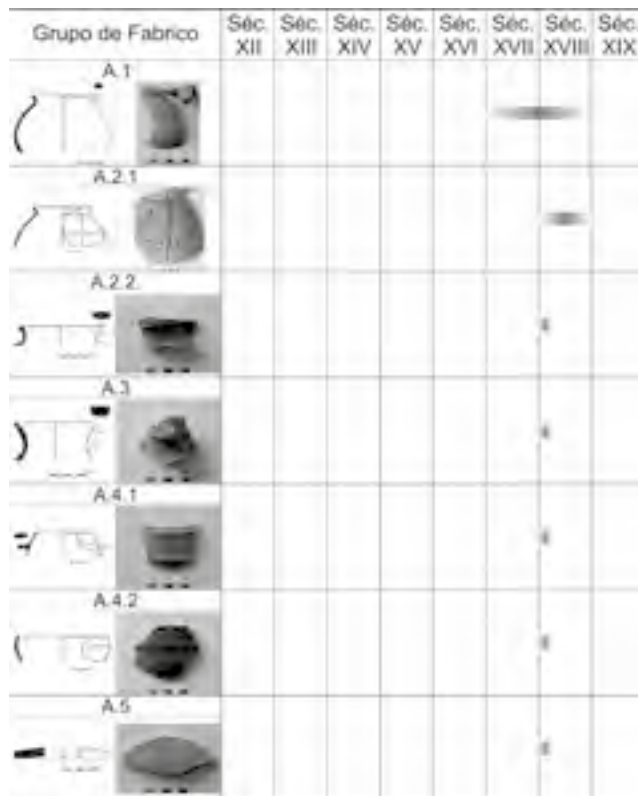 Grupo de Fabrico
Séc. XII
Séc. XIII
Séc. XIV
Séc. XV
Séc. XVI
Séc. XVII
Séc. XVIII
Séc. XIX
A.1
A.2.1
A.2.2.
A.3
A.4.1
A.4.2
A.5